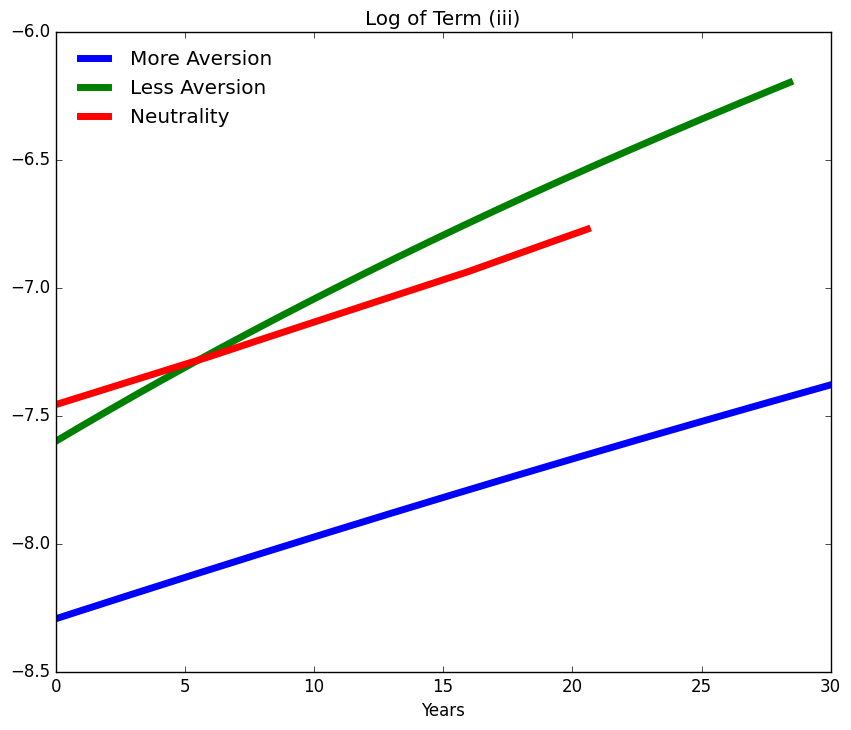 Log of Term (iii)
More Aversion
Less Aversion
Neutrality
−6.0
−6.5
−7.0
−7.5
−8.0
−8.5
0 5 10 15 20 25 30
Years